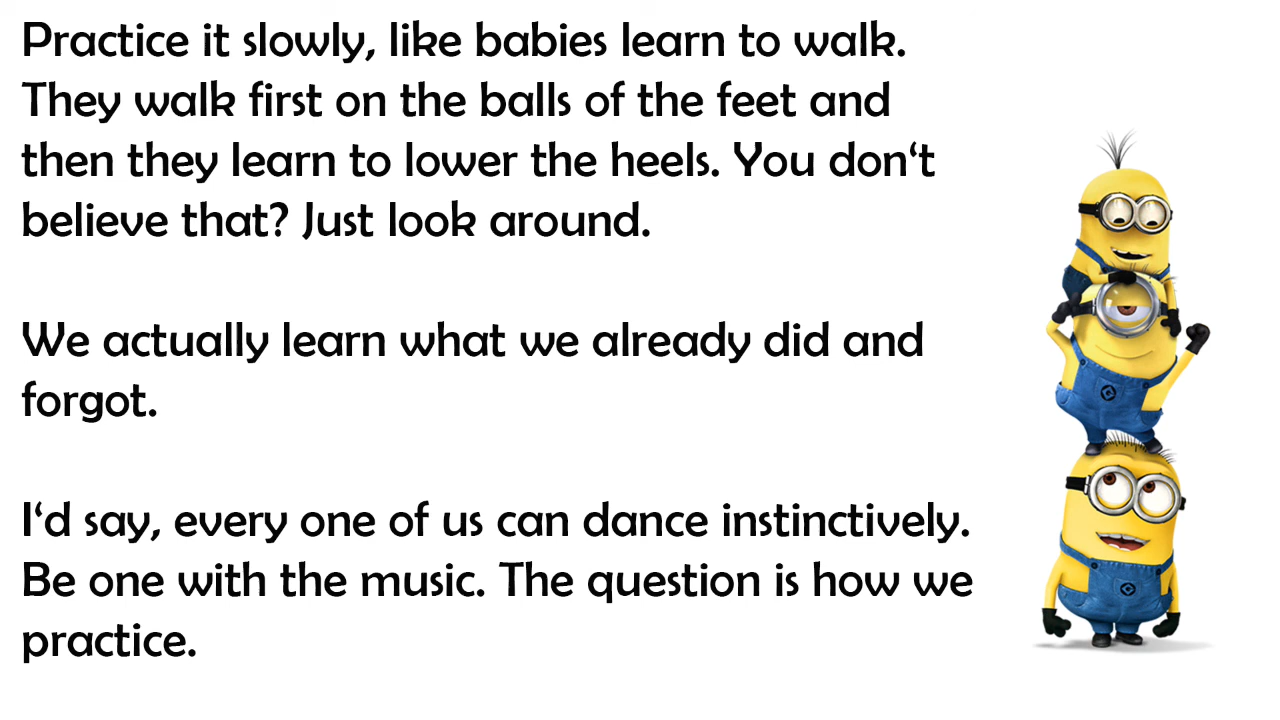 Practice it slowly, like babies learn to walk.
They walk first on the balls of the feet and
then they learn to lower the heels. You don‘t
believe that? Just look around.
We actually learn what we already did and
forgot.
I‘d say, every one of us can dance instinctively.
Be one with the music. The question is how we
practice.